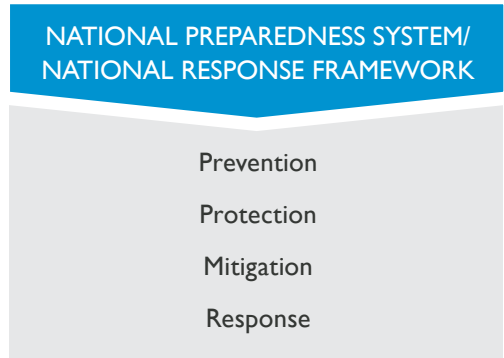 NATIONAL PREPAREDNESS SYSTEM/
NATIONAL RESPONSE FRAMEWORK
Prevention
Protection
Mitigation
Response